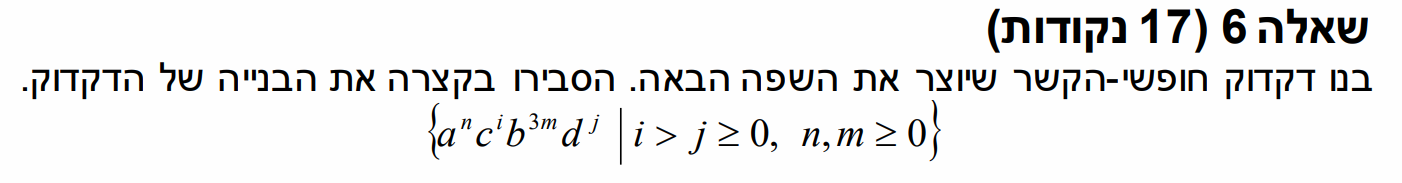 שאלה 6 (17 נקודות)
בנו דקדוק חופשי-הקשר שיוצר את השפה הבאה. הסבירו בקצרה את הבנייה של הדקדוק.
{aⁿcⁱb³ᵐdʲ | i > j ≥ 0, n, m ≥ 0}